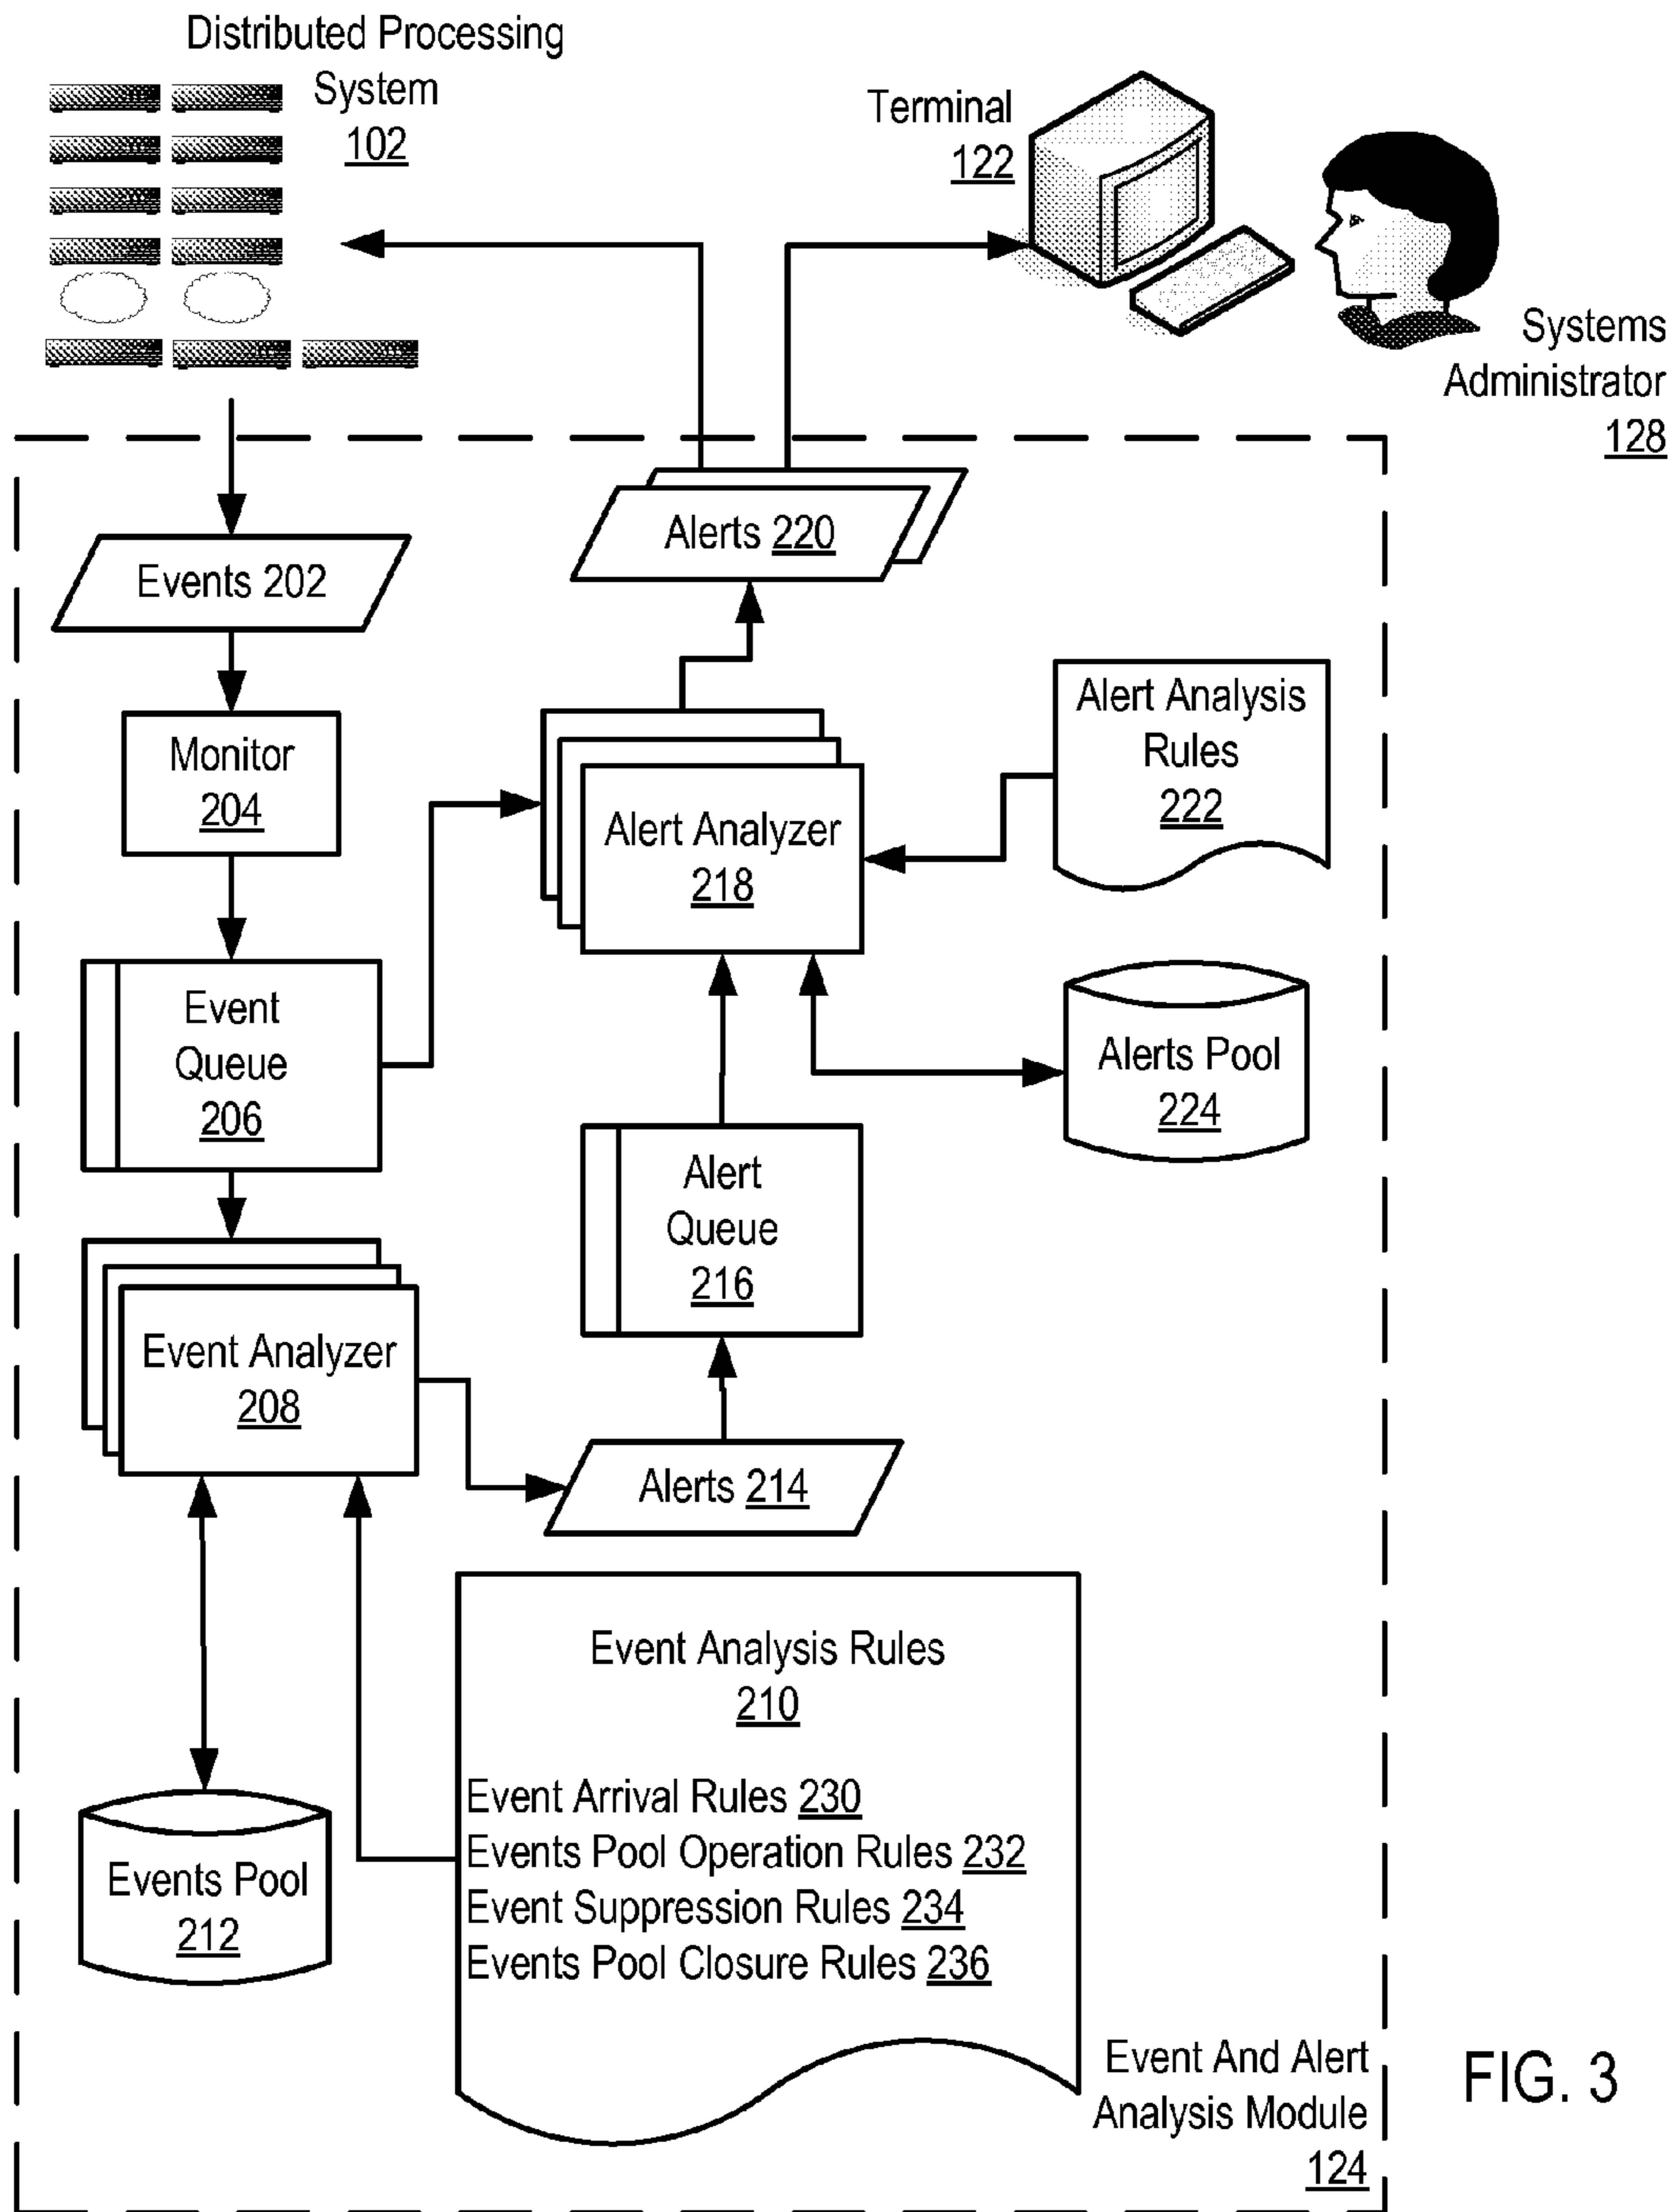 Distributed Processing
System
102
Terminal
122
Systems
Administrator
128
Events 202
Alerts 220
Monitor
204
Alert Analysis
Rules
222
Alert Analyzer
218
Event
Queue
206
Alerts Pool
224
Alert
Queue
216
Event Analyzer
208
Alerts 214
Event Analysis Rules
210
Event Arrival Rules 230
Events Pool Operation Rules 232
Event Suppression Rules 234
Events Pool Closure Rules 236
Events Pool
212
Event And Alert
Analysis Module
124
FIG. 3